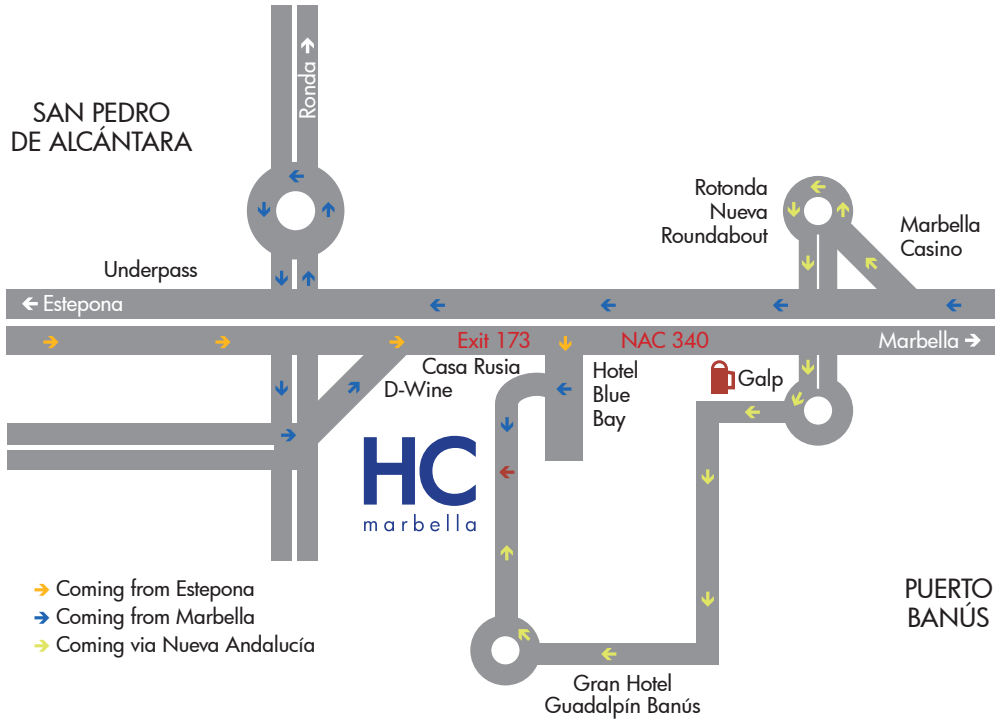 Ronda
SAN PEDRO
DE ALCÁNTARA
Rotonda
Nueva
Roundabout
Marbella
Casino
Underpass
Estepona
Exit 173
NAC 340
Marbella
Casa Rusia
D-Wine
Hotel
Blue
Bay
Galp
HC
marbella
Coming from Estepona
Coming from Marbella
Coming via Nueva Andalucía
PUERTO
BANÚS
Gran Hotel
Guadalpín Banús